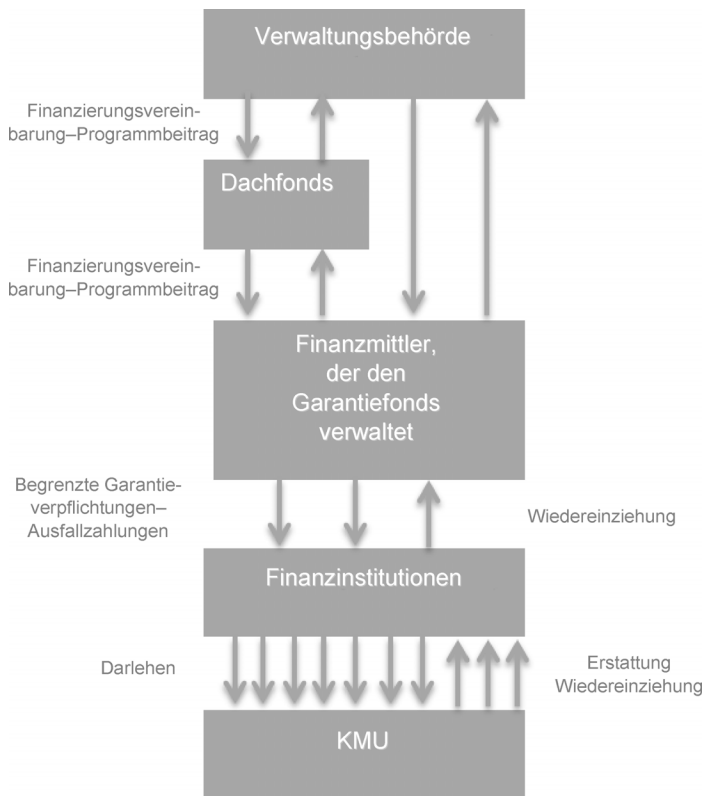 Verwaltungsbehörde
Finanzierungsverein-
barung–Programmbeitrag
Dachfonds
Finanzierungsverein-
barung–Programmbeitrag
Finanzmittler,
der den
Garantiefonds
verwaltet
Begrenzte Garantie-
verpflichtungen–
Ausfallzahlungen
Wiedereinziehung
Finanzinstitutionen
Darlehen
Erstattung
Wiedereinziehung
KMU